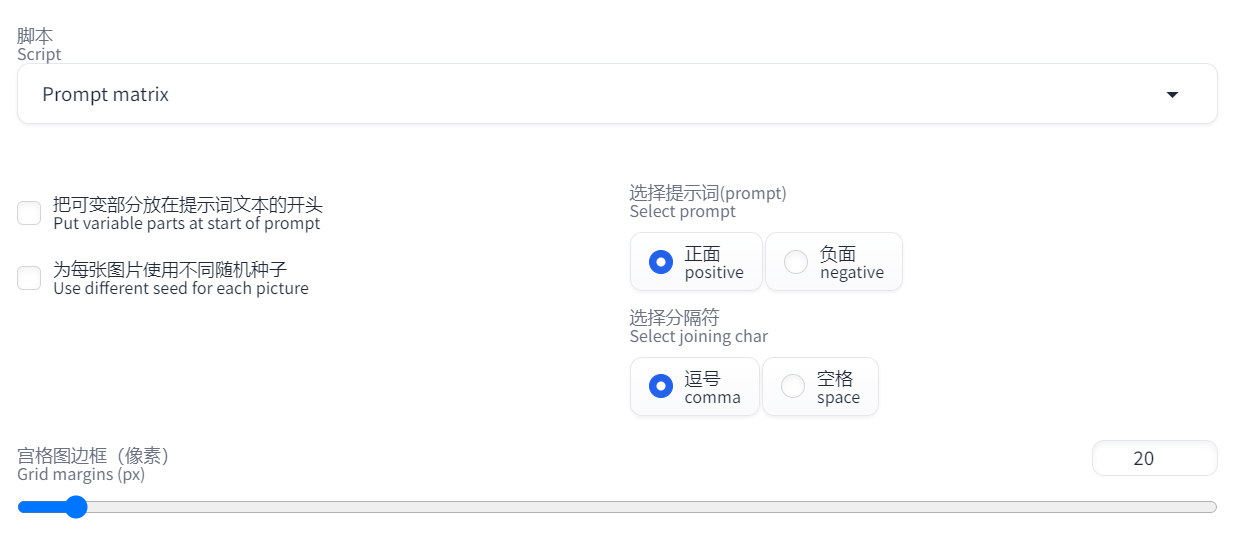 脚本
Script
Prompt matrix
把可变部分放在提示词文本的开头
Put variable parts at start of prompt
为每张图片使用不同随机种子
Use different seed for each picture
选择提示词(prompt)
Select prompt
正面
positive
负面
negative
选择分隔符
Select joining char
逗号
comma
空格
space
宫格图边框（像素）
Grid margins (px)
20